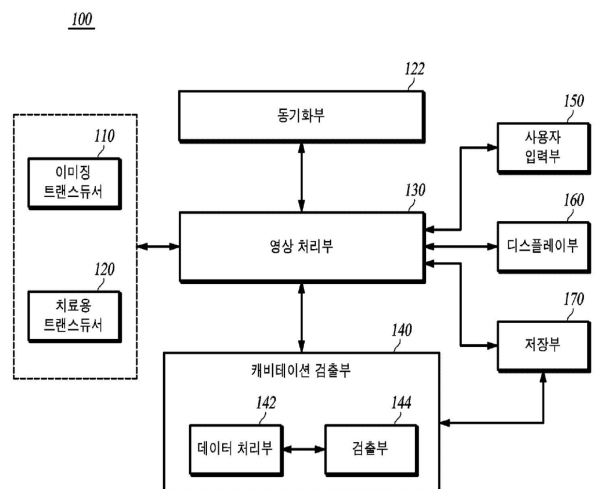 100
122
동기화부
110
이미징
트랜스듀서
120
치료용
트랜스듀서
130
영상 처리부
150
사용자
입력부
160
디스플레이부
170
저장부
140
캐비테이션 검출부
142
데이터 처리부
144
검출부